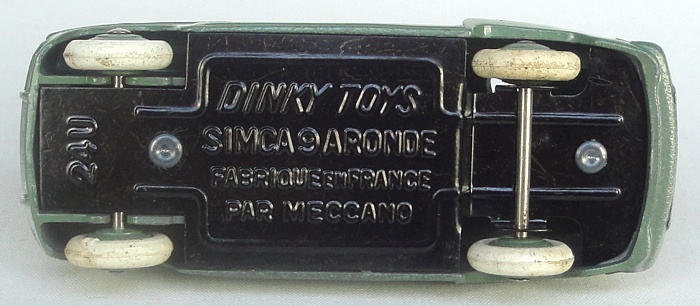 DINKY TOYS
SIMCA 9 ARONDE
FABRIQUE EN FRANCE
PAR MECCANO
24U